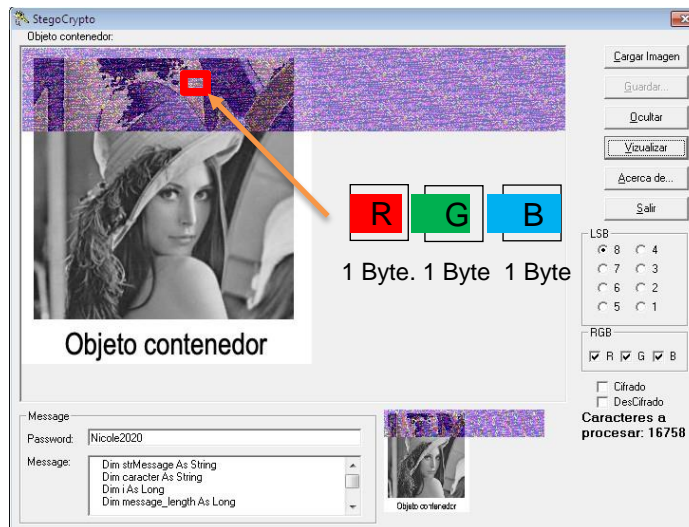 StegoCrypto
Objeto contenedor:
Cargar Imagen
Guardar...
Ocultar
Vizualizar
Acerca de...
Salir
R G B
1 Byte. 1 Byte 1 Byte
LSB
8 4
7 3
6 2
5 1
RGB
R G B
Cifrado
DesCifrado
Caracteres a
procesar: 16758
Objeto contenedor
Message
Password: Nicole2020
Message: Dim strMessage As String
Dim caracter As String
Dim i As Long
Dim message_length As Long
Objeto contenedor